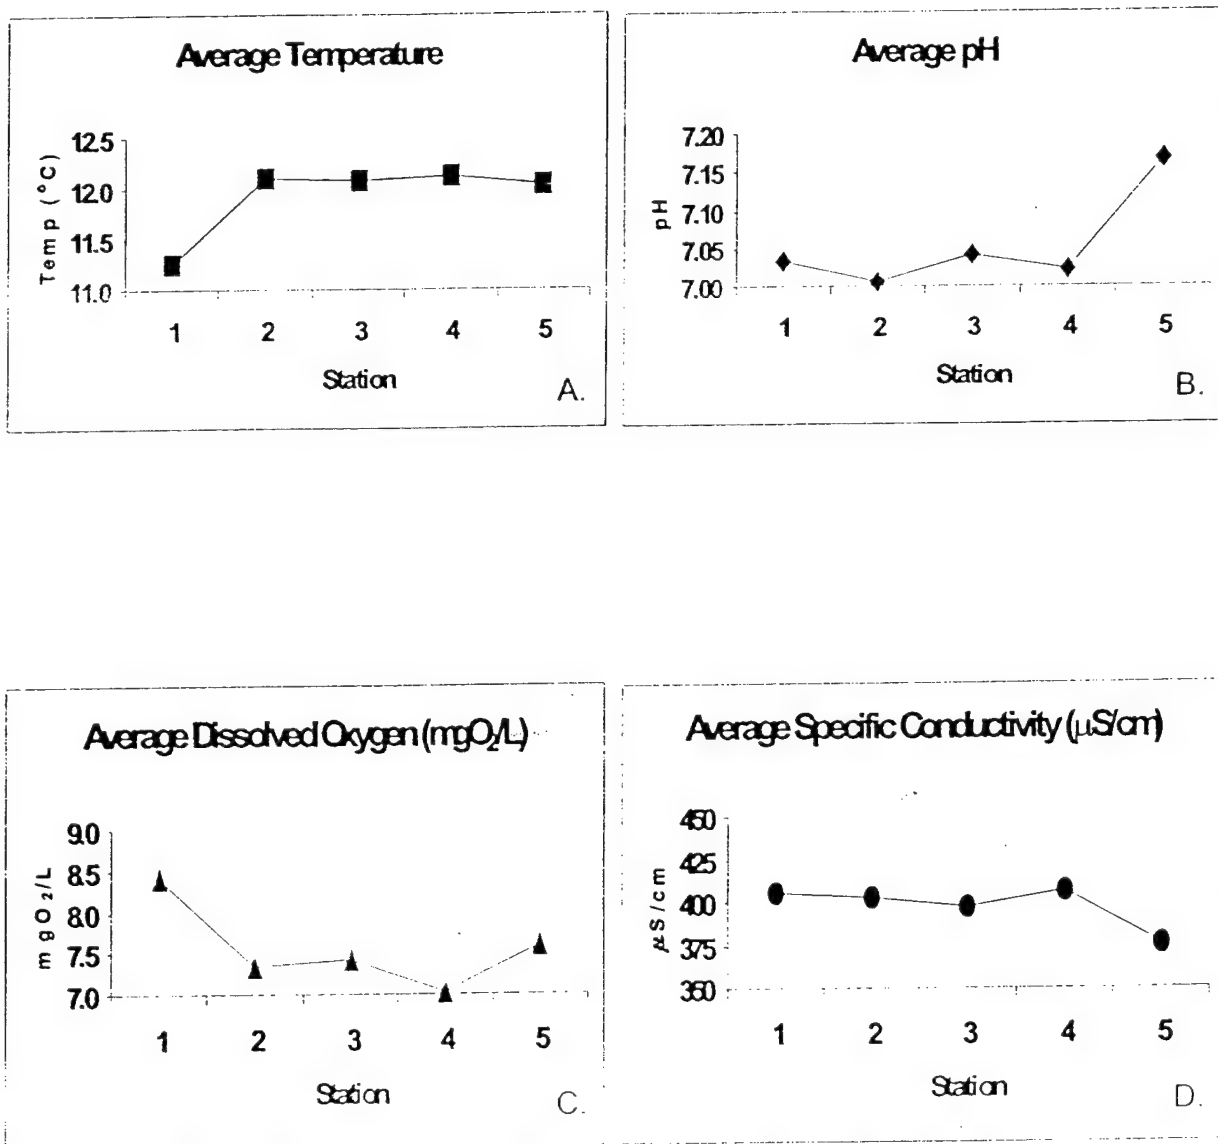 Average Temperature
Temp (°C)
12.5
12.0
11.5
11.0
1 2 3 4 5
Station
A.
Average pH
pH
7.20
7.15
7.10
7.05
7.00
1 2 3 4 5
Station
B.
Average Dissolved Oxygen (mgO₂/L)
mgO₂/L
9.0
8.5
8.0
7.5
7.0
1 2 3 4 5
Station
C.
Average Specific Conductivity (µS/cm)
µS/cm
450
425
400
375
350
1 2 3 4 5
Station
D.